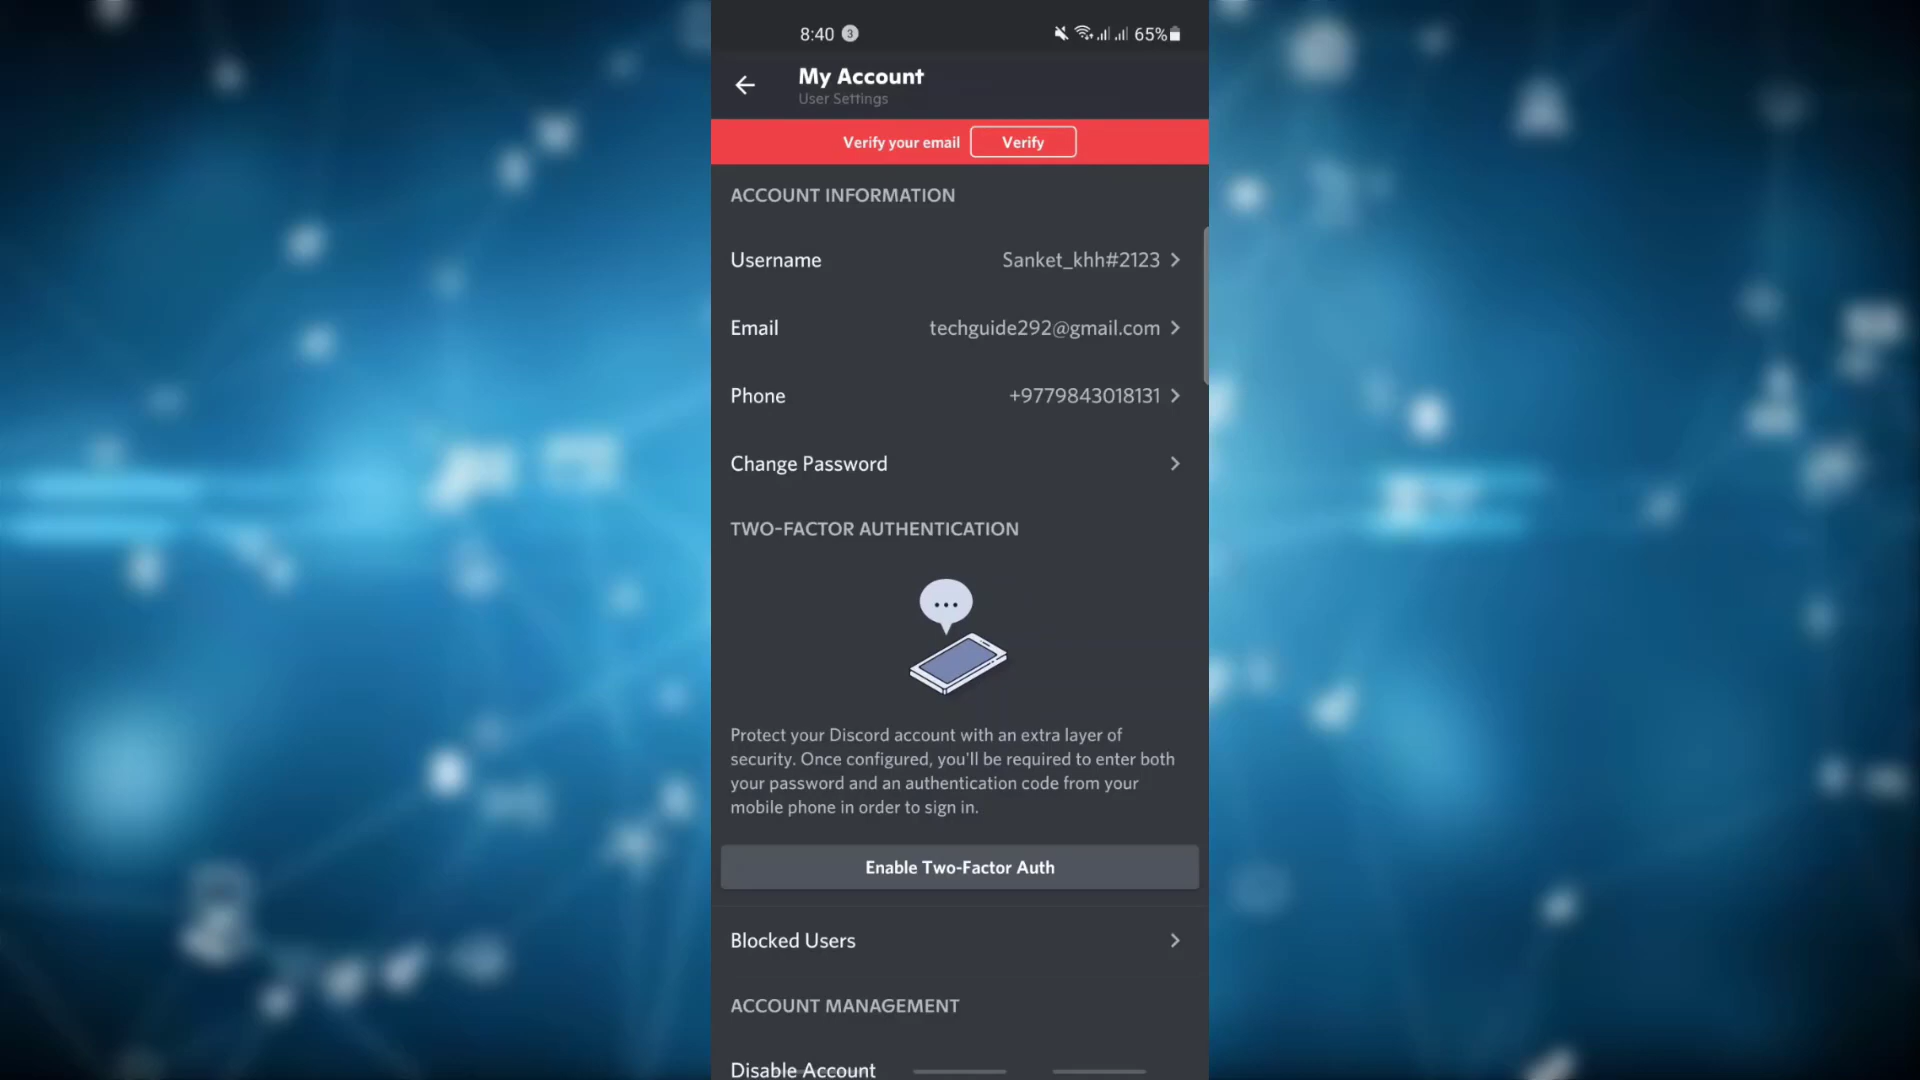 8:40 3 65%
My Account
User Settings
Verify your email Verify
ACCOUNT INFORMATION
Username Sanket_khh#2123
Email techguide292@gmail.com
Phone +9779843018131
Change Password
TWO-FACTOR AUTHENTICATION
Protect your Discord account with an extra layer of
security. Once configured, you'll be required to enter both
your password and an authentication code from your
mobile phone in order to sign in.
Enable Two-Factor Auth
Blocked Users
ACCOUNT MANAGEMENT
Disable Account